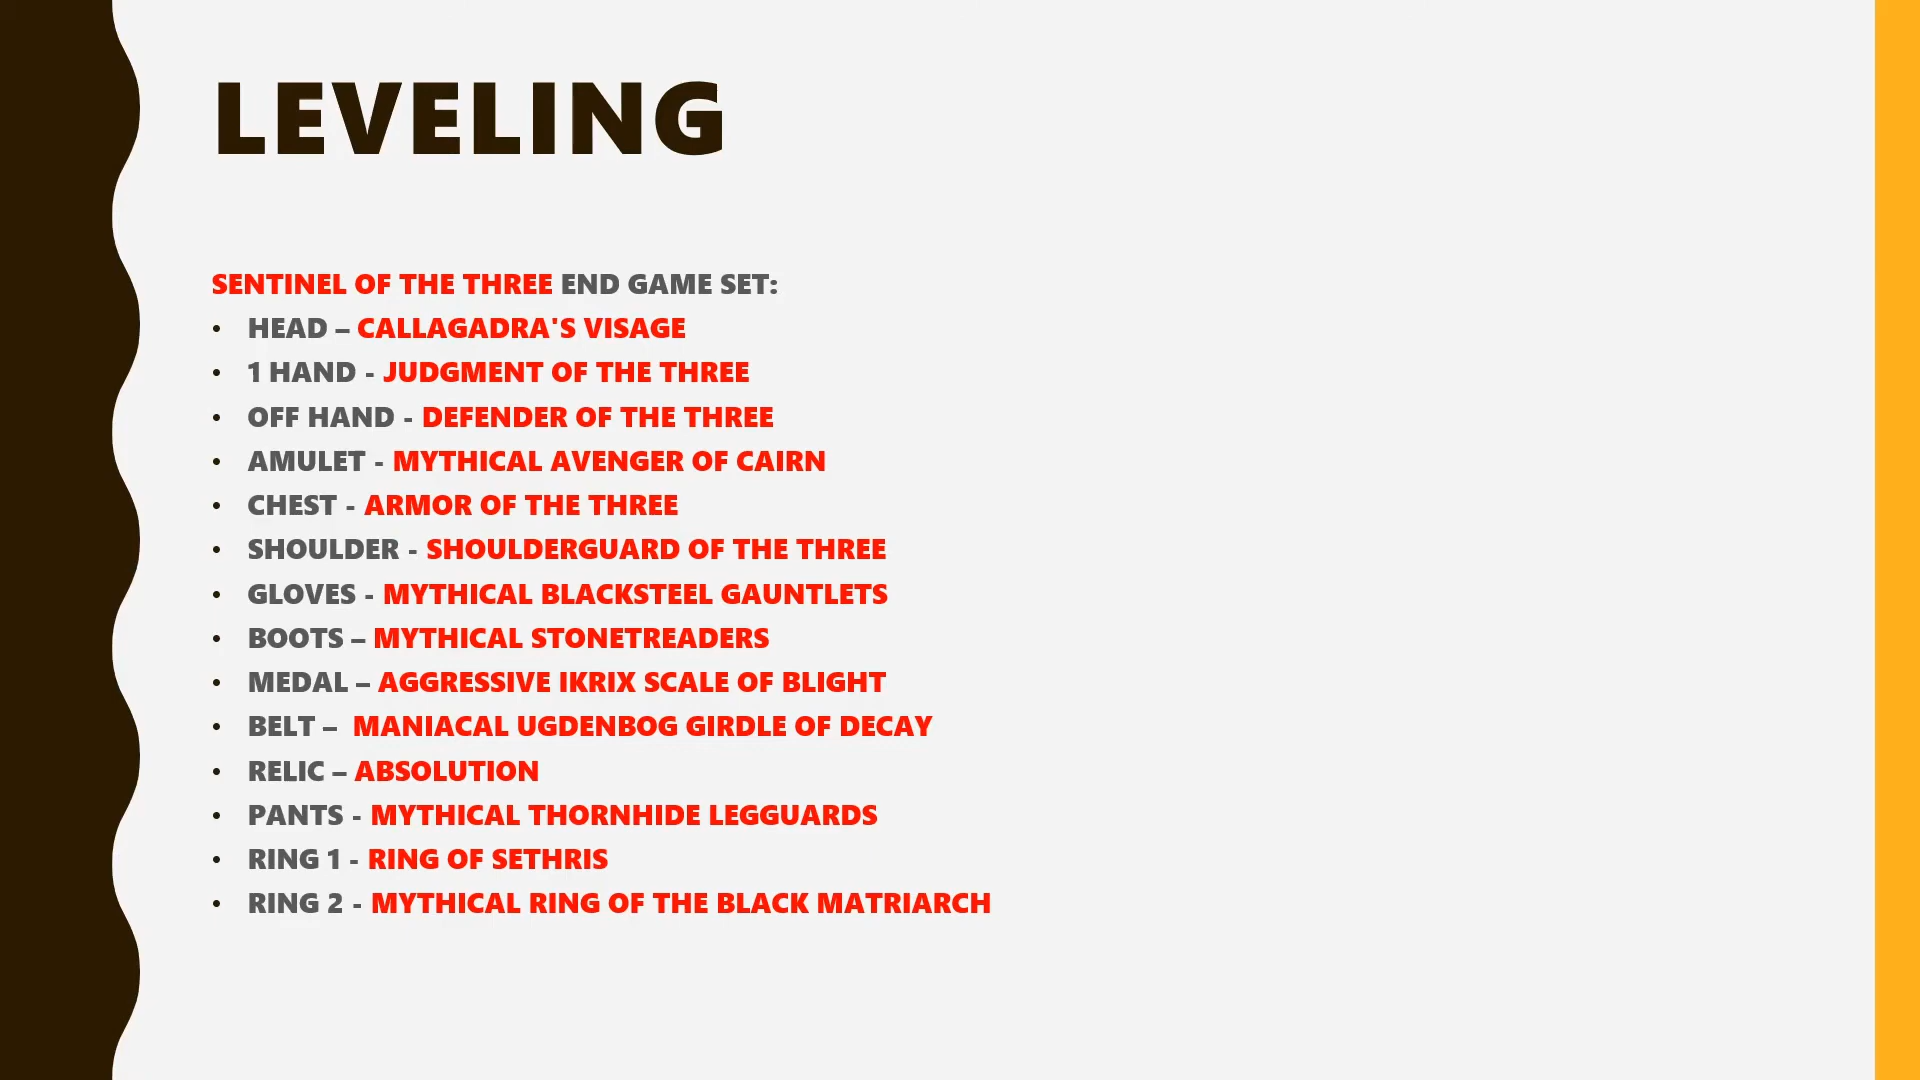 LEVELING
SENTINEL OF THE THREE END GAME SET:
• HEAD – CALLAGADRA'S VISAGE
• 1 HAND - JUDGMENT OF THE THREE
• OFF HAND - DEFENDER OF THE THREE
• AMULET - MYTHICAL AVENGER OF CAIRN
• CHEST - ARMOR OF THE THREE
• SHOULDER - SHOULDERGUARD OF THE THREE
• GLOVES - MYTHICAL BLACKSTEEL GAUNTLETS
• BOOTS – MYTHICAL STONETREADERS
• MEDAL – AGGRESSIVE IKRIX SCALE OF BLIGHT
• BELT – MANIACAL UGDENBOG GIRDLE OF DECAY
• RELIC – ABSOLUTION
• PANTS - MYTHICAL THORNHIDE LEGGUARDS
• RING 1 - RING OF SETHRIS
• RING 2 - MYTHICAL RING OF THE BLACK MATRIARCH